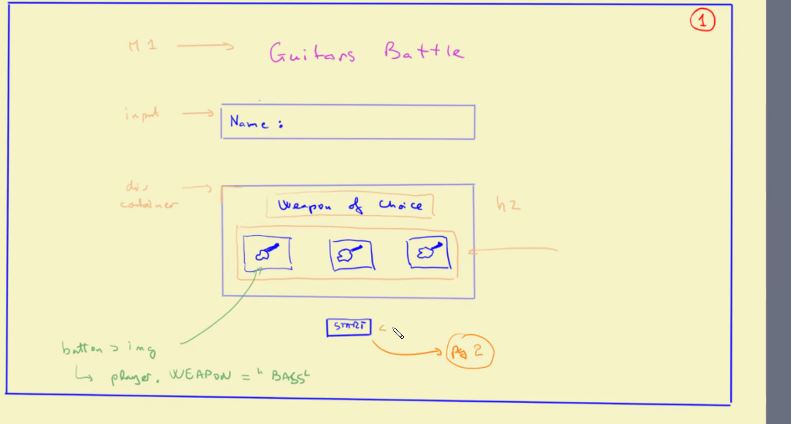 1
H 1
Guitars Battle
input
Name :
div
container
Weapon of Choice
h2
START
Pg 2
button > img
player. WEAPON = "BASS"